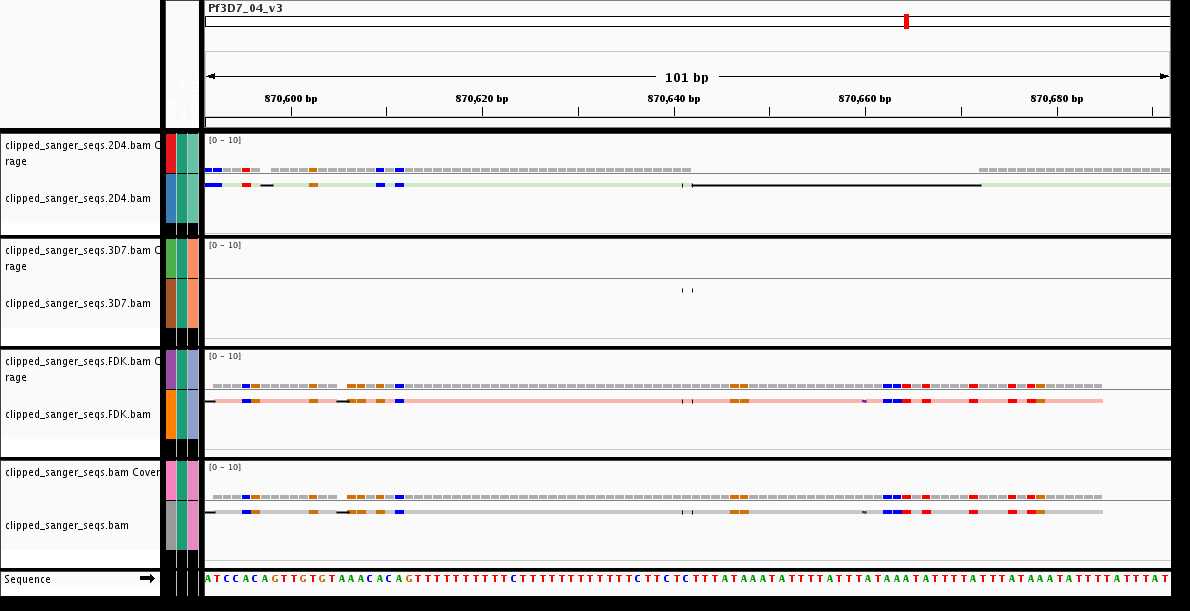 Pf3D7_04_v3
101 bp
870,600 bp 870,620 bp 870,640 bp 870,660 bp 870,680 bp
clipped_sanger_seqs.2D4.bam C
rage
[0 - 10]
clipped_sanger_seqs.2D4.bam
clipped_sanger_seqs.3D7.bam C
rage
[0 - 10]
clipped_sanger_seqs.3D7.bam
clipped_sanger_seqs.FDK.bam C
rage
[0 - 10]
clipped_sanger_seqs.FDK.bam
clipped_sanger_seqs.bam Cover
[0 - 10]
clipped_sanger_seqs.bam
Sequence A T C C A C A G T T G T G T A A A C A C A G T T T T T T T T T T C T T T T T T T T T T T T C T T C T C T T T A T A A A T A T T T T A T T T A T A A A T A T T T T A T T T A T A A A T A T T T T A T T T A T